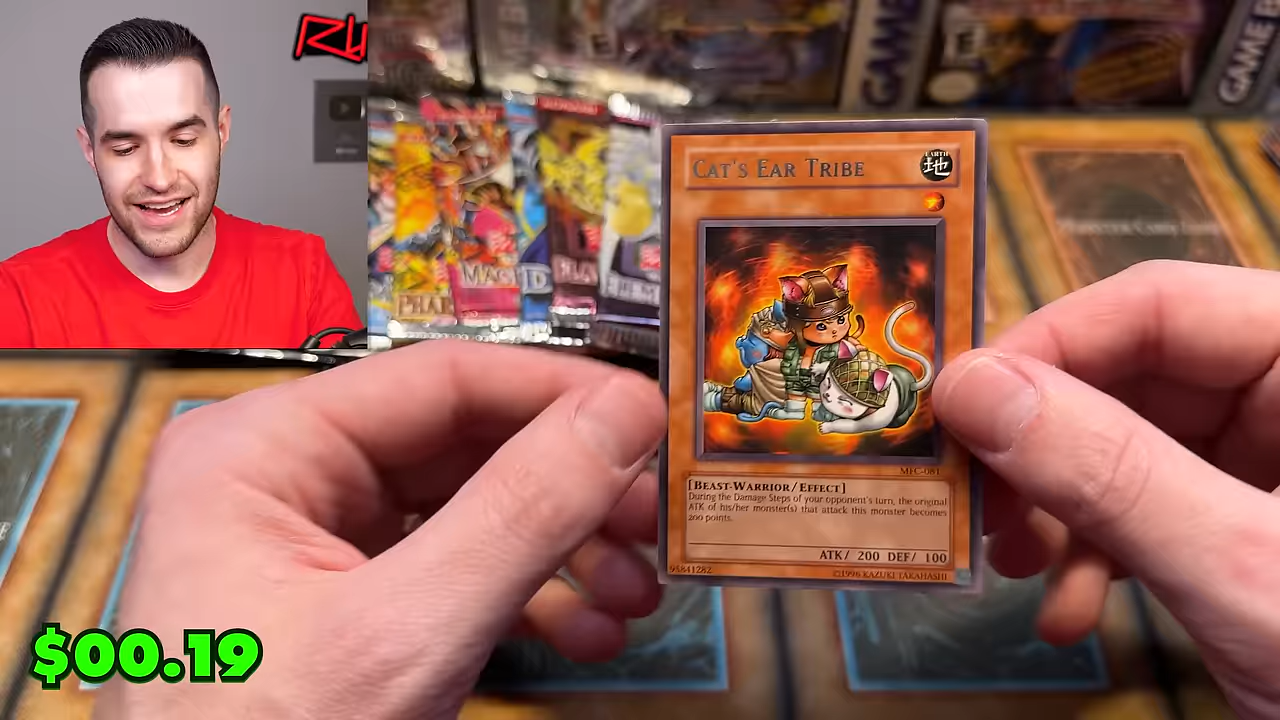 GAME
GAME B
E
CAT'S EAR TRIBE
EARTH
地
MFC-081
[BEAST-WARRIOR/EFFECT]
During the Damage Steps of your opponent's turn, the original
ATK of his/her monster(s) that attack this monster becomes
200 points.
ATK/ 200 DEF/ 100
95841282
©1996 KAZUKI TAKAHASHI
$00.19